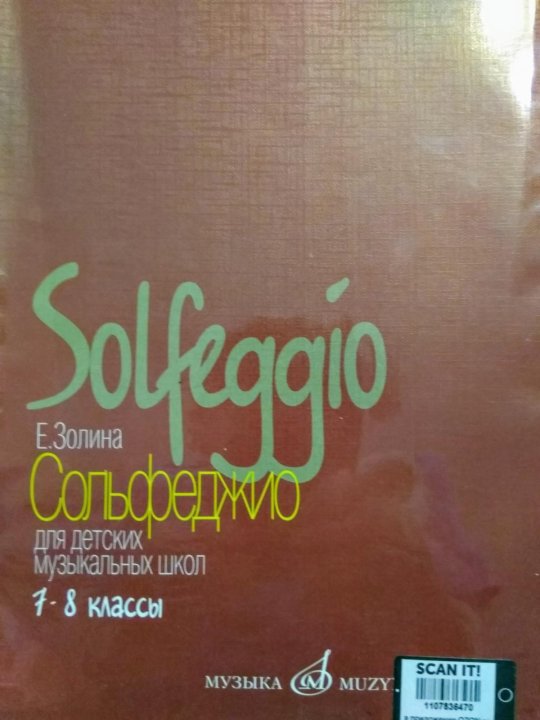 Solfeggio
Е.Золина
Сольфеджио
для детских
музыкальных школ
7-8 классы
МУЗЫКА
SCAN IT!
1107836470